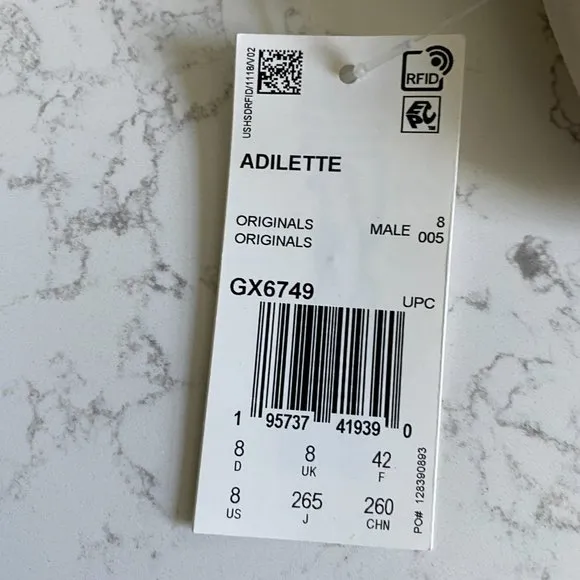 USHSDRFID/1118/V02
RFID
EPC™
ADILETTE
ORIGINALS MALE 8
ORIGINALS 005
GX6749 UPC
1 95737 41939 0
8 8 42
D UK F
8 265 260
US J CHN
PO# 128390893